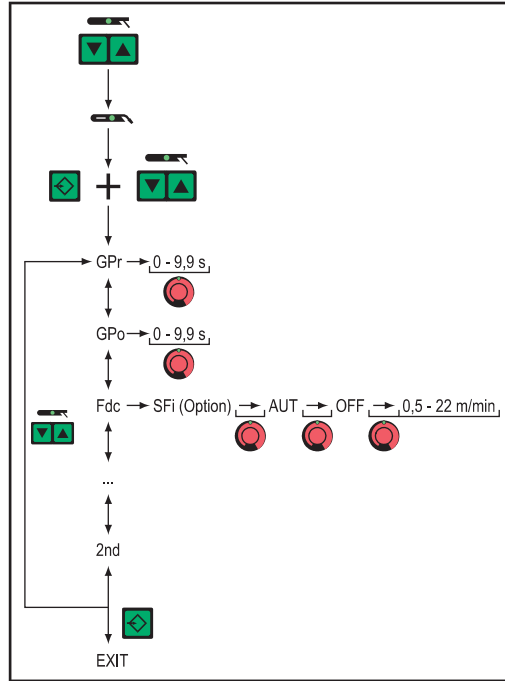 GPr 0 - 9,9 s
GPo 0 - 9,9 s
Fdc SFi (Option) AUT OFF 0,5 - 22 m/min
...
2nd
EXIT